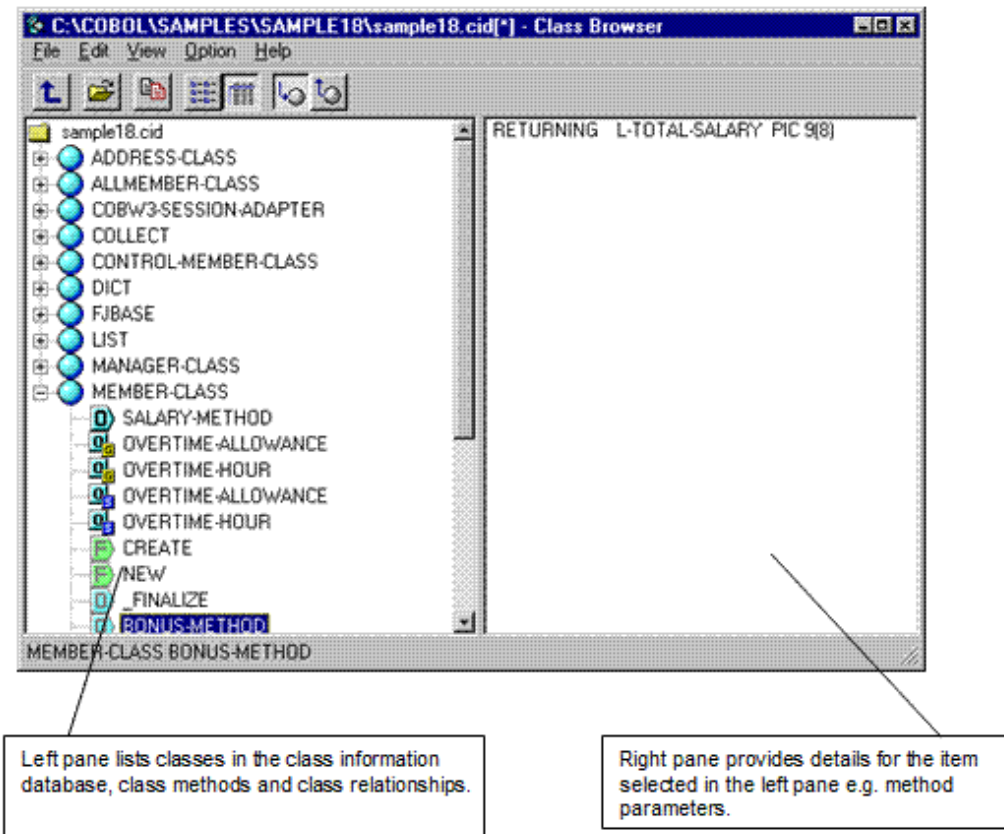 C:\COBOL\SAMPLES\SAMPLE18\sample18.cid[*] - Class Browser
File Edit View Option Help
sample18.cid
ADDRESS-CLASS
ALLMEMBER-CLASS
COBW3-SESSION-ADAPTER
COLLECT
CONTROL-MEMBER-CLASS
DICT
FJBASE
LIST
MANAGER-CLASS
MEMBER-CLASS
SALARY-METHOD
OVERTIME-ALLOWANCE
OVERTIME-HOUR
OVERTIME-ALLOWANCE
OVERTIME-HOUR
CREATE
NEW
_FINALIZE
BONUS-METHOD
RETURNING L-TOTAL-SALARY PIC 9(8)
MEMBER-CLASS BONUS-METHOD
Left pane lists classes in the class information
database, class methods and class relationships.
Right pane provides details for the item
selected in the left pane e.g. method
parameters.